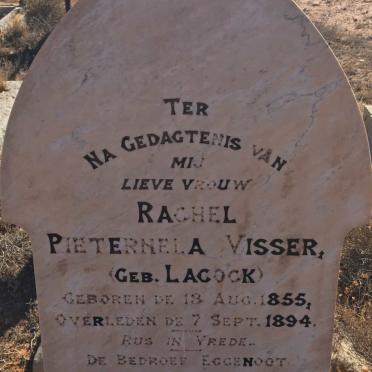 TER
NA GEDAGTENIS VAN
MIJ
LIEVE VROUW
RACHEL
PIETERNELA VISSER,
(GEB. LACOCK)
GEBOREN DE 13 AUG. 1855,
OVERLEDEN DE 7 SEPT. 1894.
RUS IN VREDE.
DE BEDROEF EGGENOOT